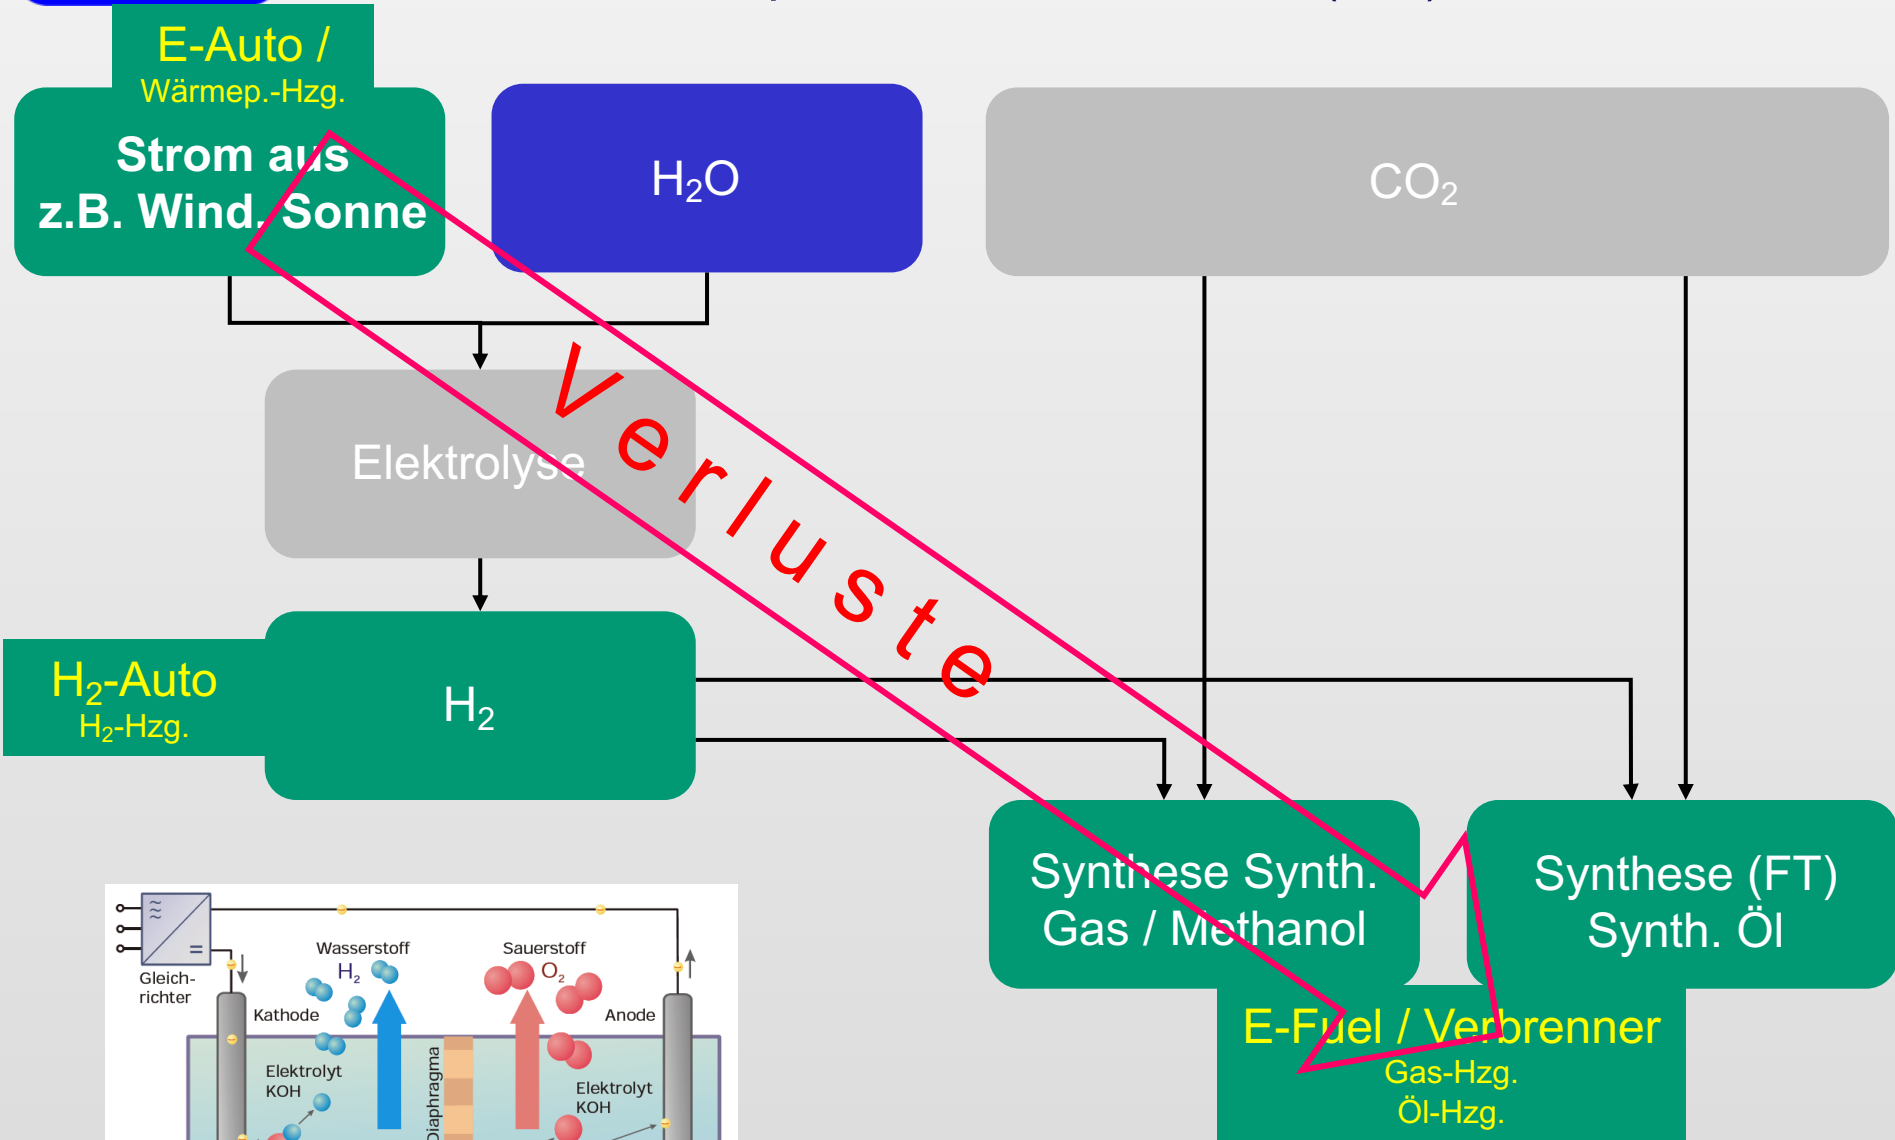 E-Auto /
Wärmep.-Hzg.
Strom aus
z.B. Wind, Sonne
H₂O
CO₂
Verluste
Elektrolyse
H₂-Auto
H₂-Hzg.
H₂
Synthese Synth.
Gas / Methanol
Synthese (FT)
Synth. Öl
E-Fuel / Verbrenner
Gas-Hzg.
Öl-Hzg.
Gleich-
richter
Wasserstoff
H₂
Sauerstoff
O₂
Kathode
Anode
Elektrolyt
KOH
Diaphragma
Elektrolyt
KOH